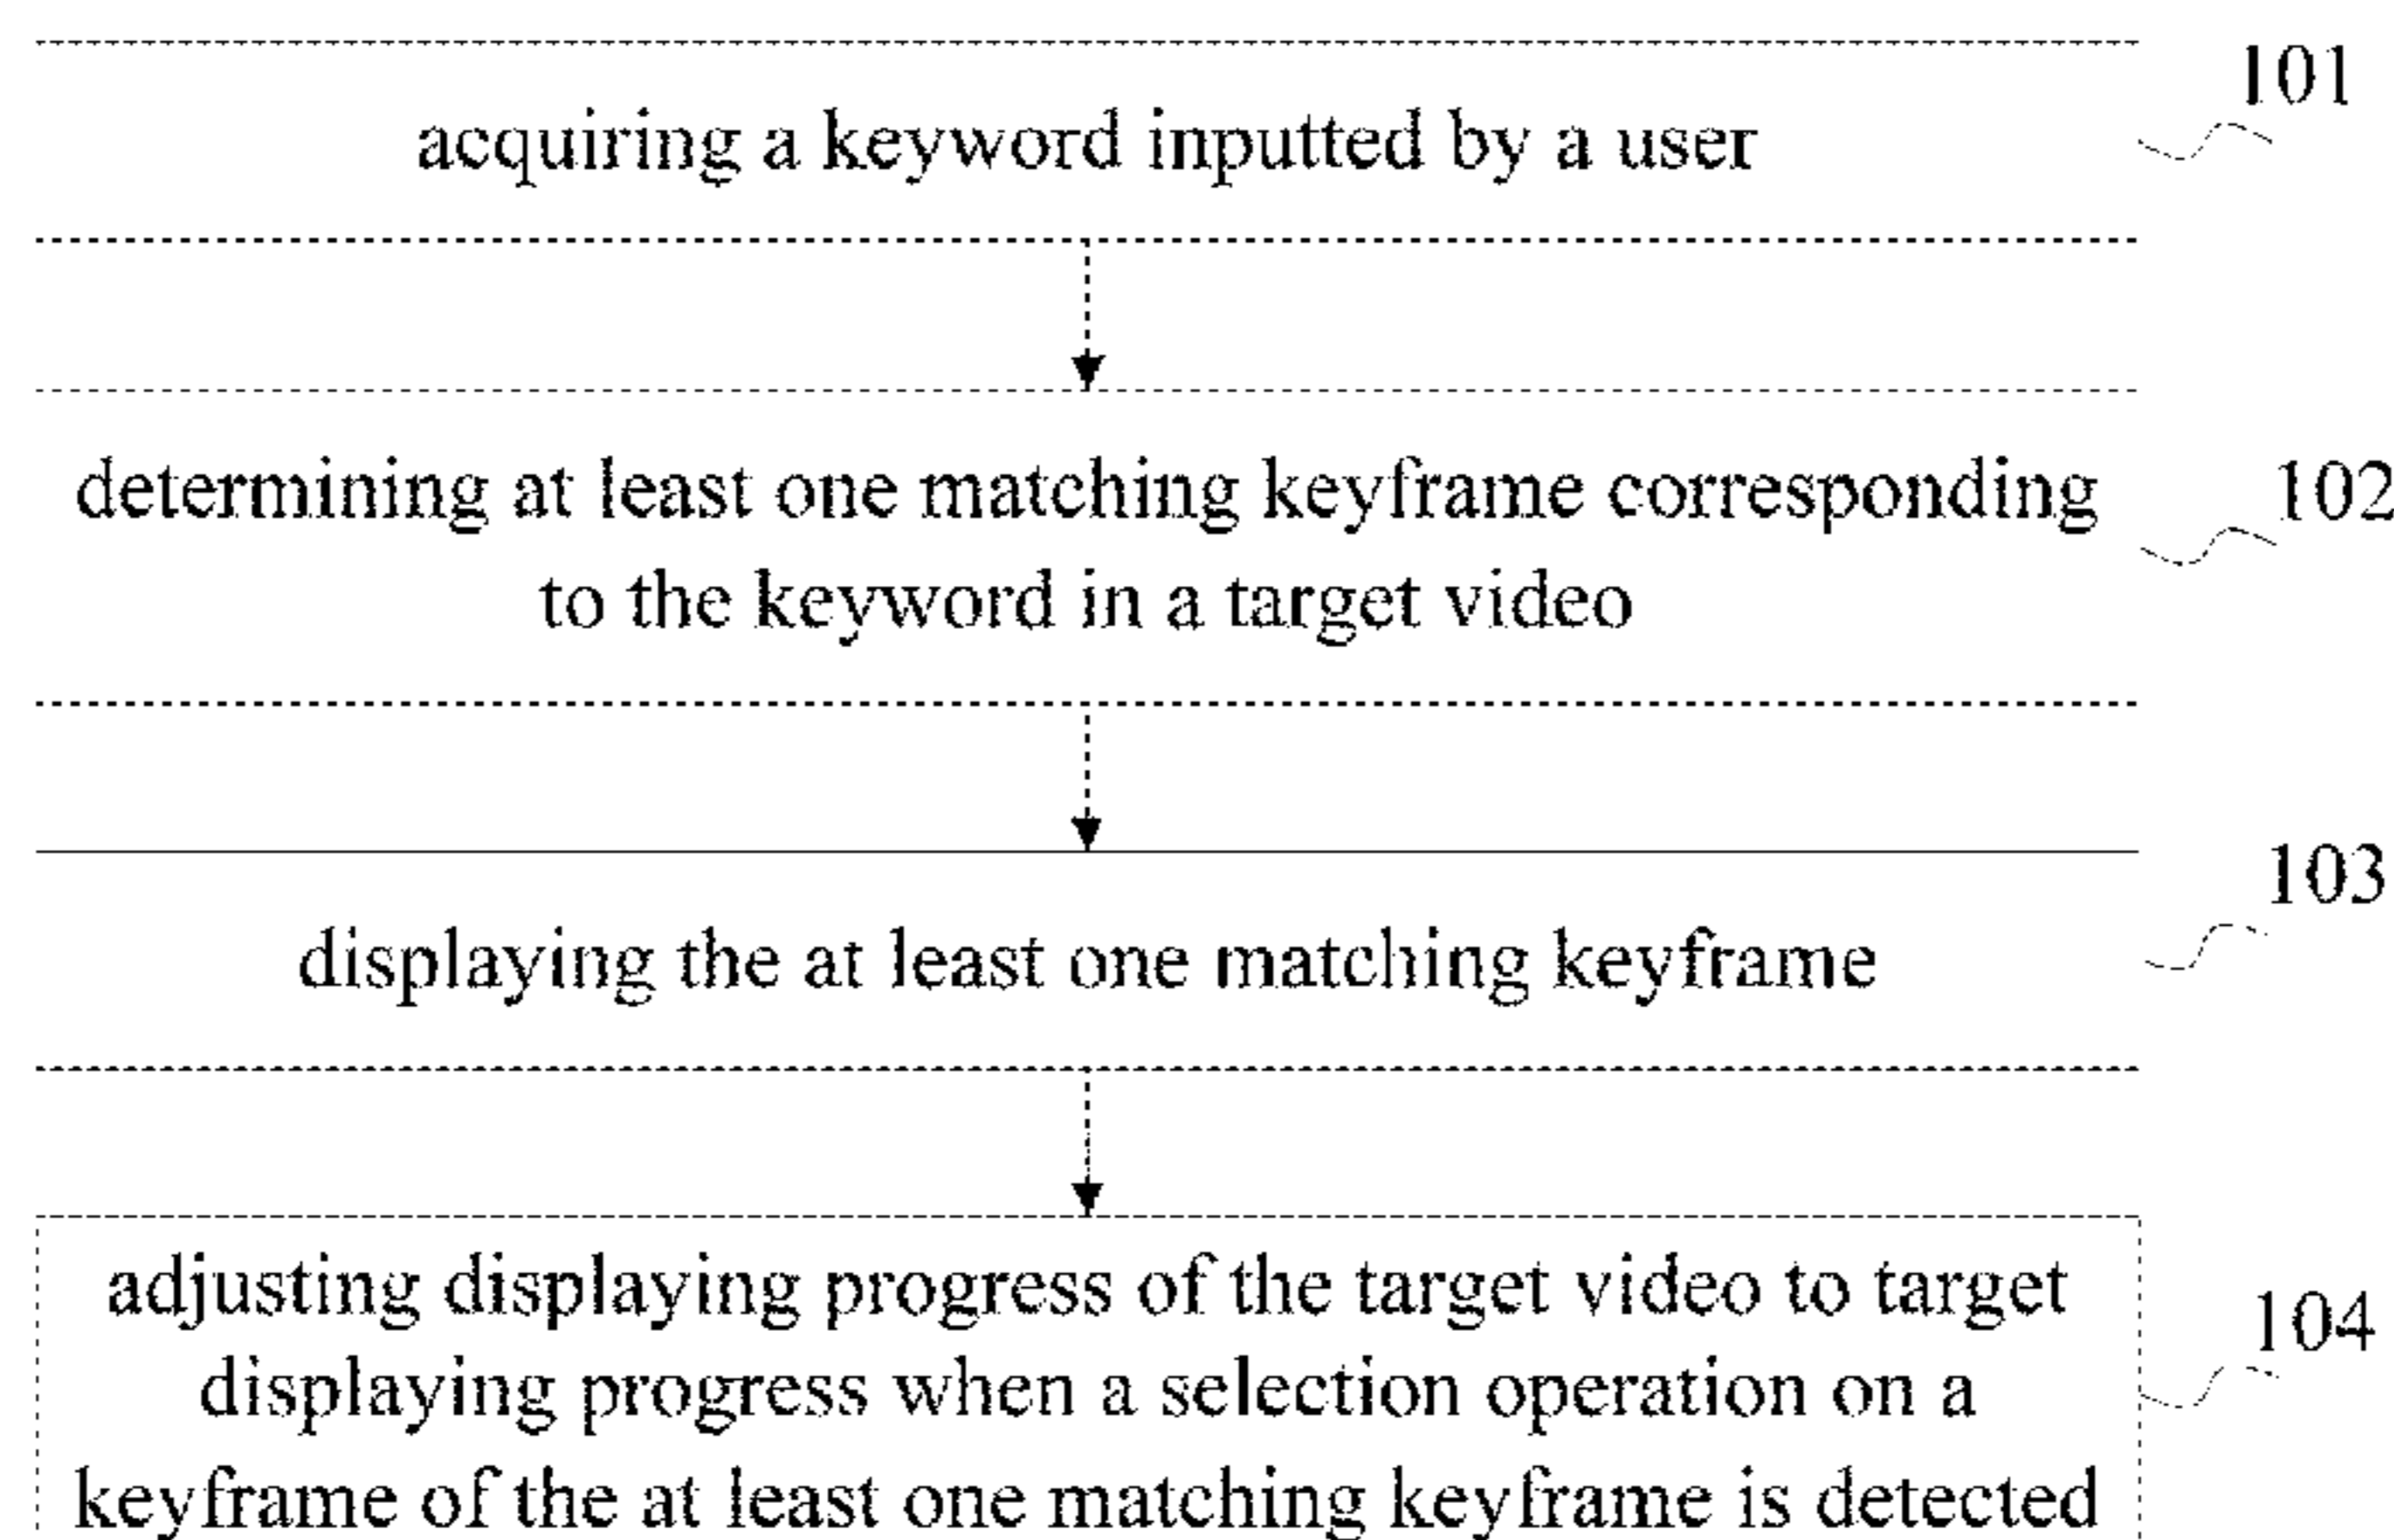 101
acquiring a keyword inputted by a user
determining at least one matching keyframe corresponding
102
to the keyword in a target video
103
displaying the at least one matching keyframe
adjusting displaying progress of the target video to target
104
displaying progress when a selection operation on a
keyframe of the at least one matching keyframe is detected